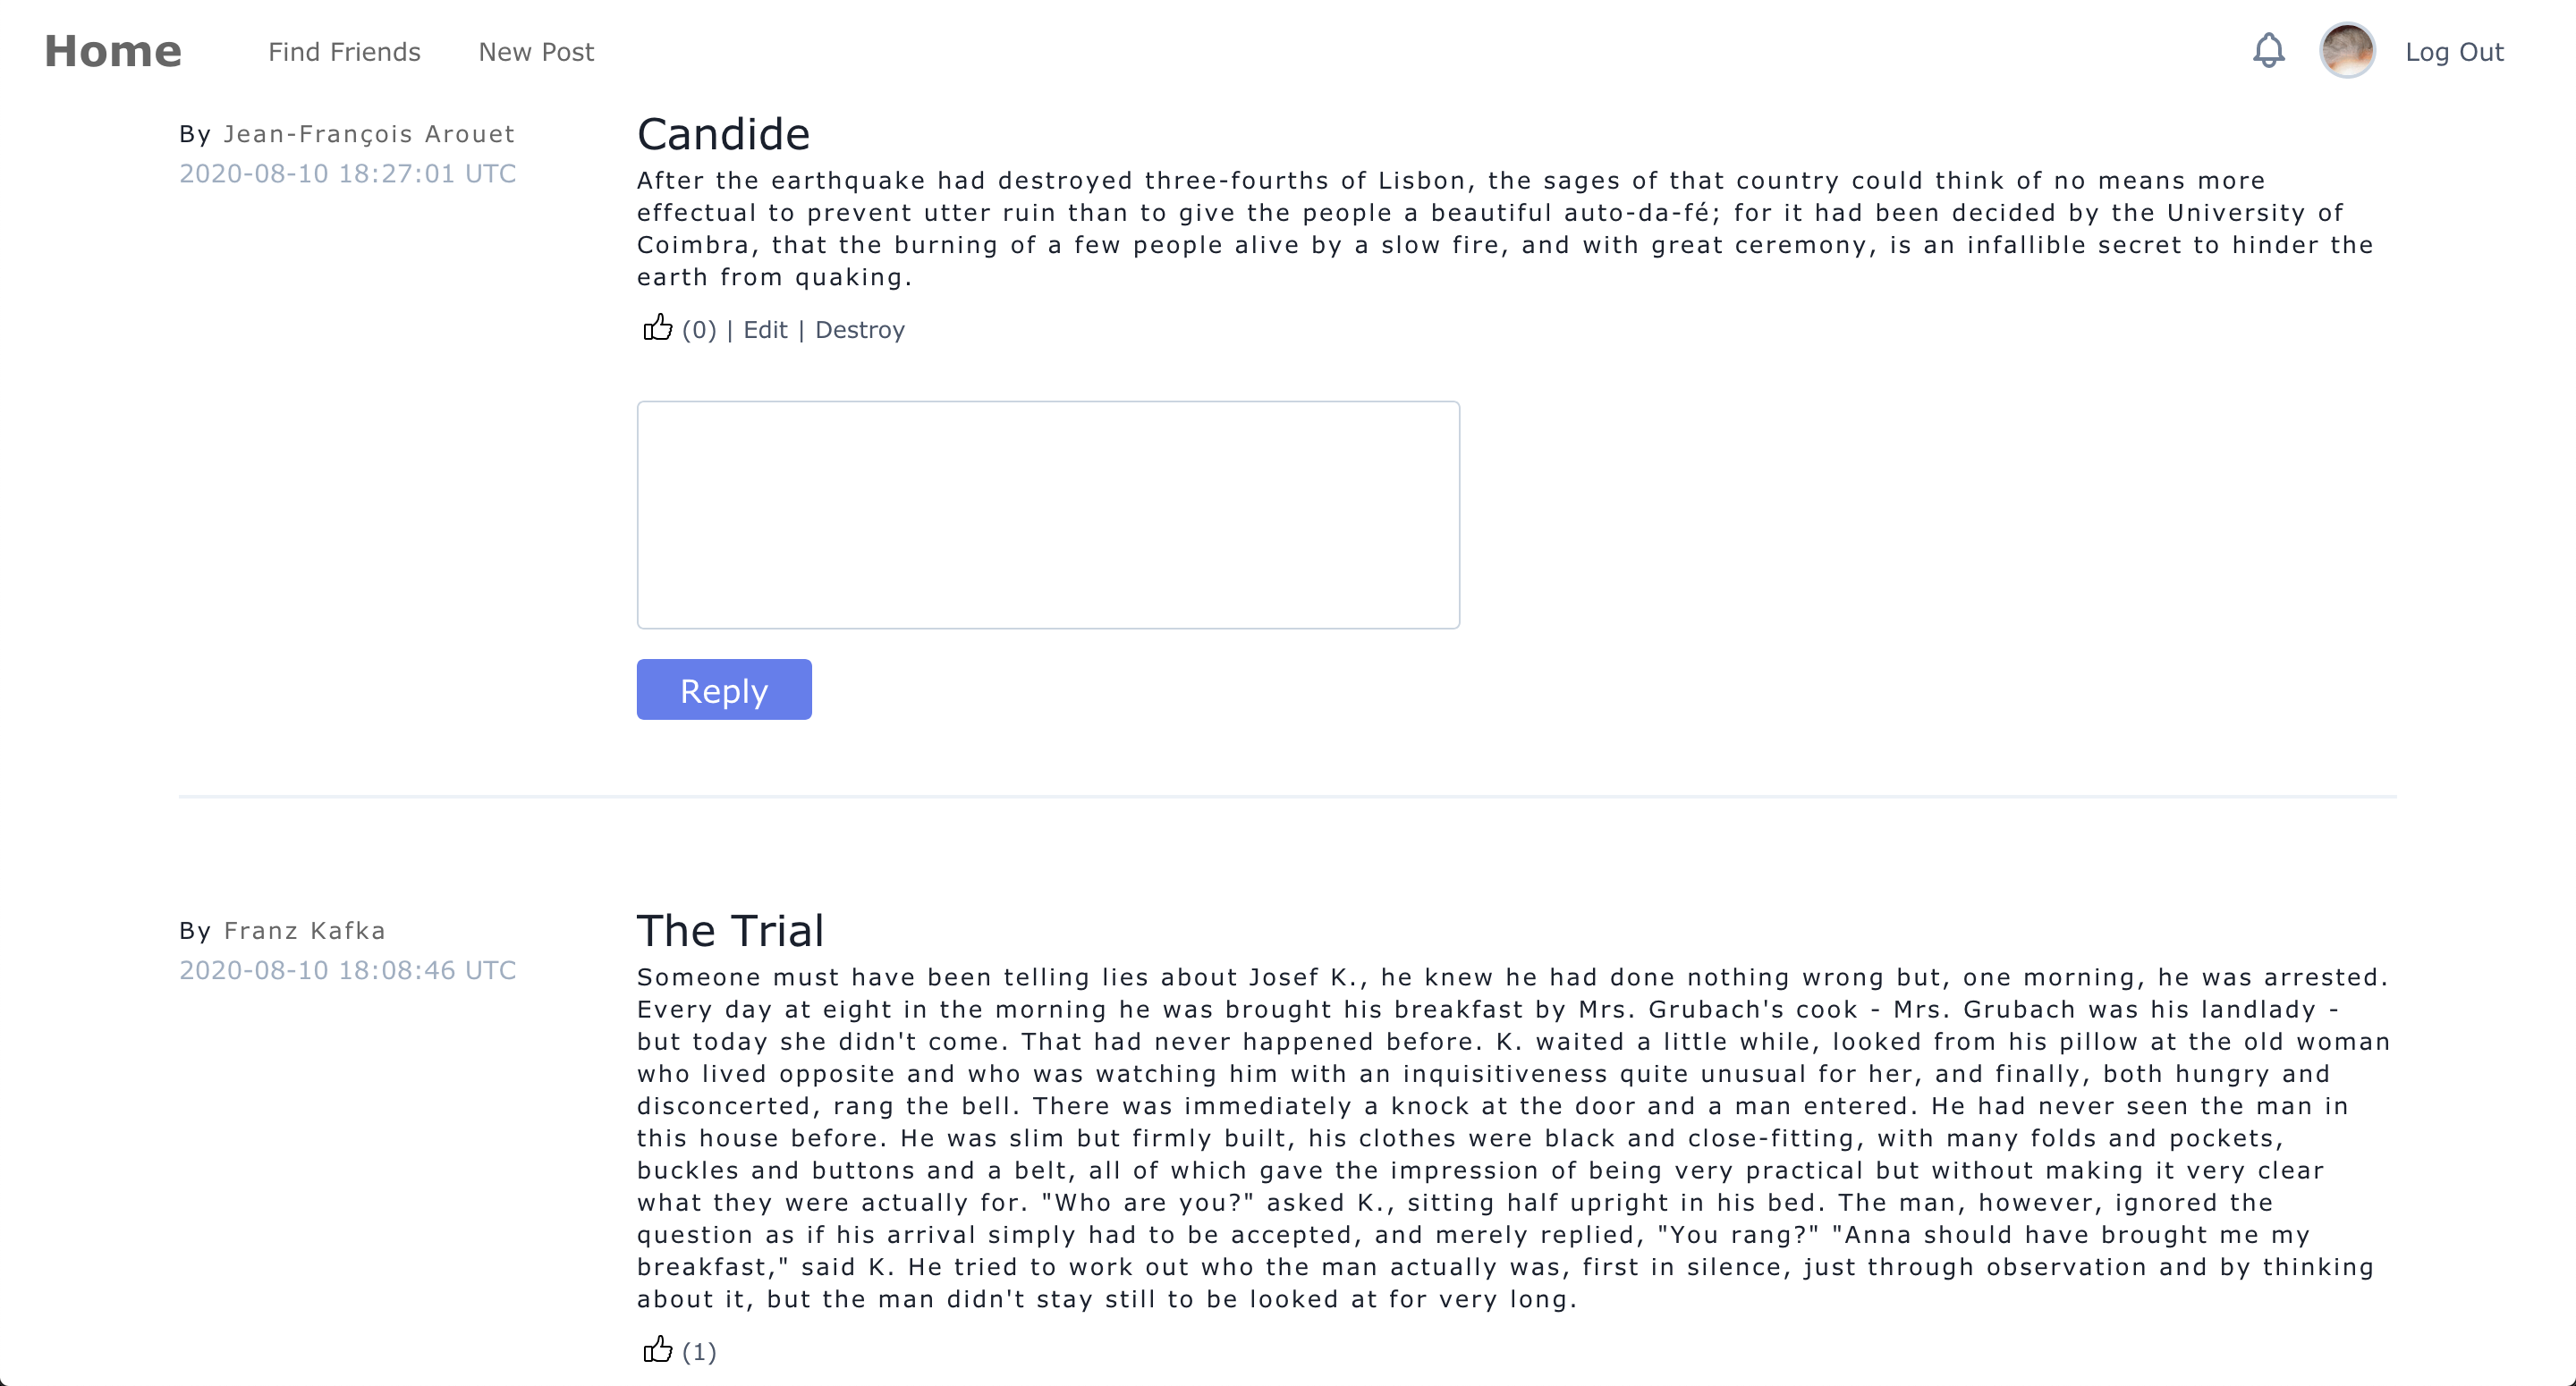 Home Find Friends New Post Log Out
By Jean-François Arouet
2020-08-10 18:27:01 UTC
Candide
After the earthquake had destroyed three-fourths of Lisbon, the sages of that country could think of no means more
effectual to prevent utter ruin than to give the people a beautiful auto-da-fé; for it had been decided by the University of
Coimbra, that the burning of a few people alive by a slow fire, and with great ceremony, is an infallible secret to hinder the
earth from quaking.
(0) | Edit | Destroy
Reply
By Franz Kafka
2020-08-10 18:08:46 UTC
The Trial
Someone must have been telling lies about Josef K., he knew he had done nothing wrong but, one morning, he was arrested.
Every day at eight in the morning he was brought his breakfast by Mrs. Grubach's cook - Mrs. Grubach was his landlady -
but today she didn't come. That had never happened before. K. waited a little while, looked from his pillow at the old woman
who lived opposite and who was watching him with an inquisitiveness quite unusual for her, and finally, both hungry and
disconcerted, rang the bell. There was immediately a knock at the door and a man entered. He had never seen the man in
this house before. He was slim but firmly built, his clothes were black and close-fitting, with many folds and pockets,
buckles and buttons and a belt, all of which gave the impression of being very practical but without making it very clear
what they were actually for. "Who are you?" asked K., sitting half upright in his bed. The man, however, ignored the
question as if his arrival simply had to be accepted, and merely replied, "You rang?" "Anna should have brought me my
breakfast," said K. He tried to work out who the man actually was, first in silence, just through observation and by thinking
about it, but the man didn't stay still to be looked at for very long.
(1)